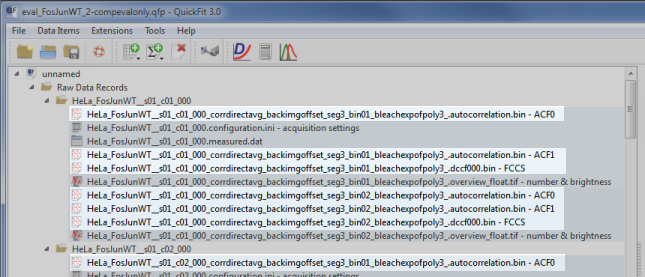 eval_FosJunWT_2-compevalonly.qfp - QuickFit 3.0
File Data Items Extensions Tools Help
unnamed
Raw Data Records
HeLa_FosJunWT__s01_c01_000
HeLa_FosJunWT__s01_c01_000_corrdirectavg_backimgoffset_seg3_bin01_bleachexpofpoly3_.autocorrelation.bin - ACF0
HeLa_FosJunWT__s01_c01_000.configuration.ini - acquisition settings
HeLa_FosJunWT__s01_c01_000.measured.dat
HeLa_FosJunWT__s01_c01_000_corrdirectavg_backimgoffset_seg3_bin01_bleachexpofpoly3_.autocorrelation.bin - ACF1
HeLa_FosJunWT__s01_c01_000_corrdirectavg_backimgoffset_seg3_bin01_bleachexpofpoly3_.dccf000.bin - FCCS
HeLa_FosJunWT__s01_c01_000_corrdirectavg_backimgoffset_seg3_bin01_bleachexpofpoly3_.overview_float.tif - number & brightness
HeLa_FosJunWT__s01_c01_000_corrdirectavg_backimgoffset_seg3_bin02_bleachexpofpoly3_.autocorrelation.bin - ACF0
HeLa_FosJunWT__s01_c01_000_corrdirectavg_backimgoffset_seg3_bin02_bleachexpofpoly3_.autocorrelation.bin - ACF1
HeLa_FosJunWT__s01_c01_000_corrdirectavg_backimgoffset_seg3_bin02_bleachexpofpoly3_.dccf000.bin - FCCS
HeLa_FosJunWT__s01_c01_000_corrdirectavg_backimgoffset_seg3_bin02_bleachexpofpoly3_.overview_float.tif - number & brightness
HeLa_FosJunWT__s01_c02_000
HeLa_FosJunWT__s01_c02_000_corrdirectavg_backimgoffset_seg3_bin01_bleachexpofpoly3_.autocorrelation.bin - ACF0
HeLa_FosJunWT__s01_c02_000.configuration.ini - acquisition settings